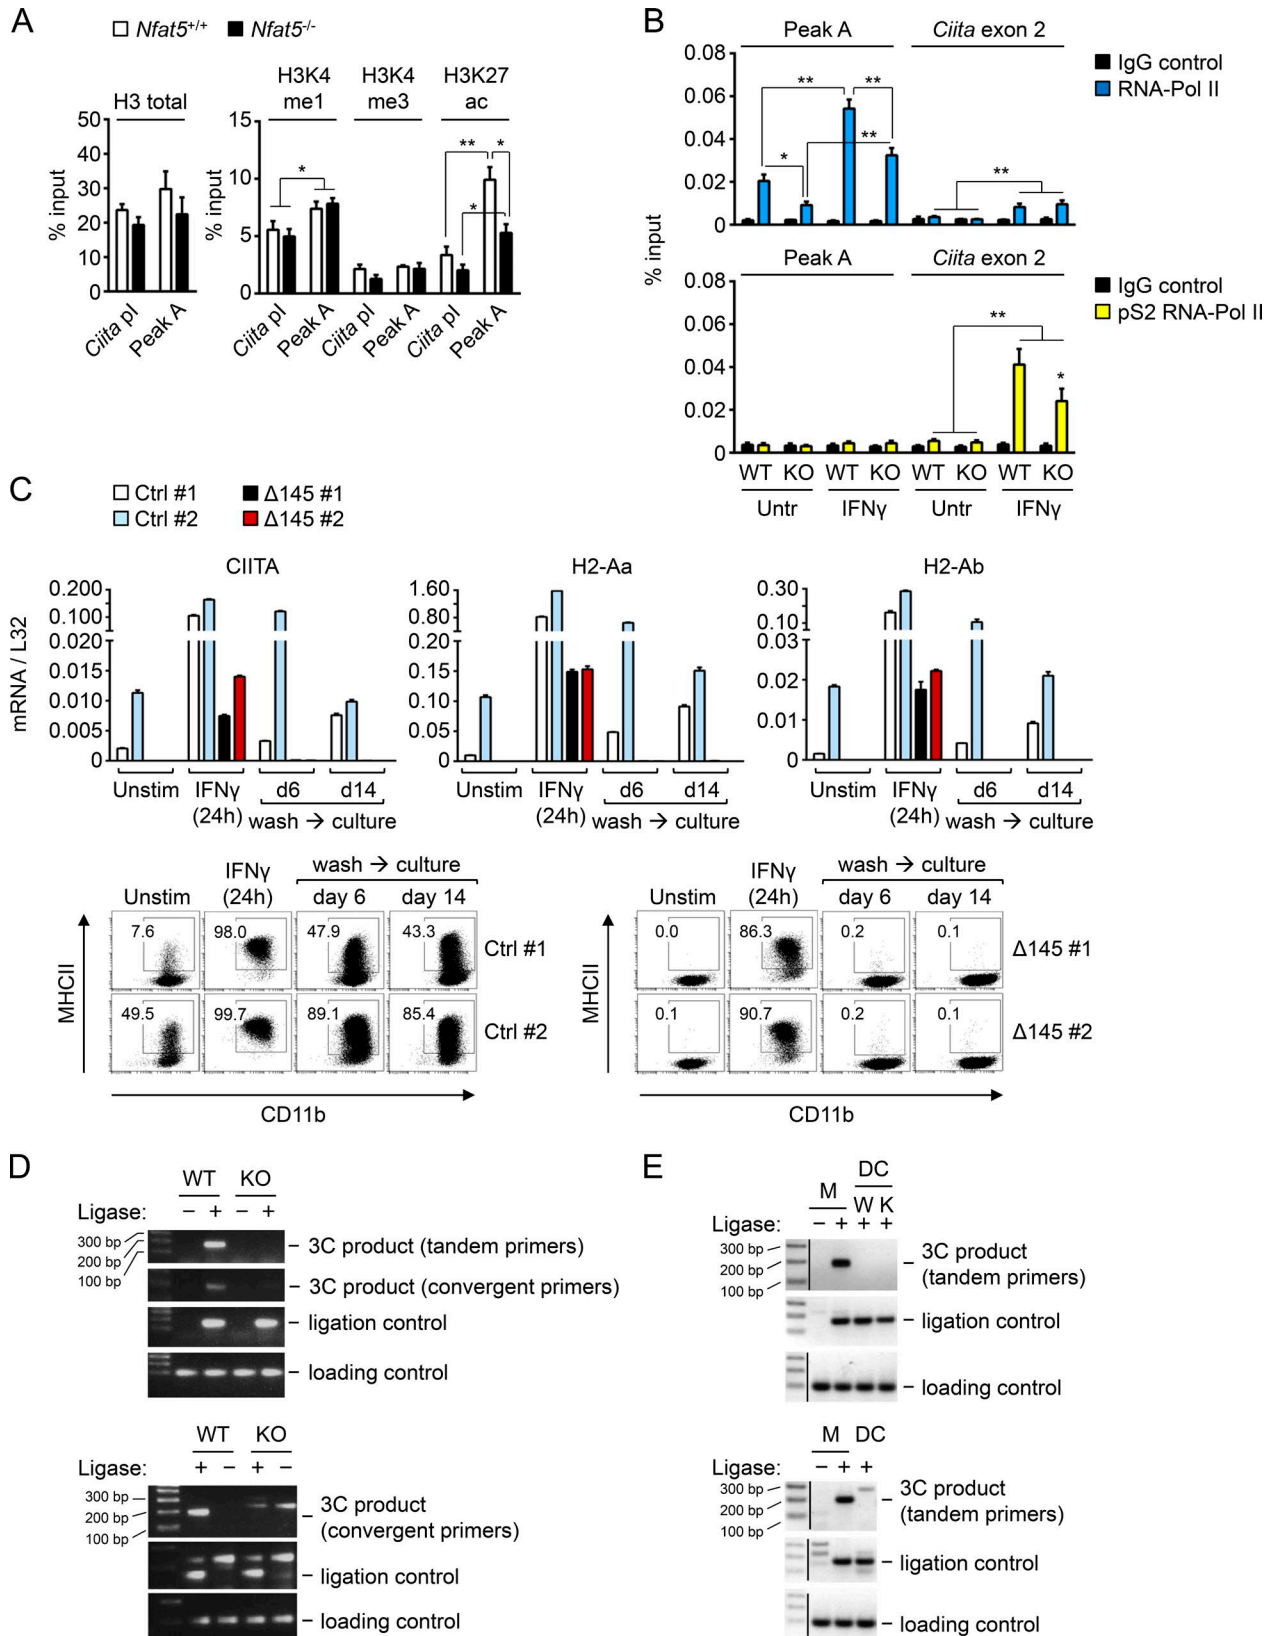 A
Nfat5+/+ Nfat5-/-
H3 total
H3K4
me1
H3K4
me3
H3K27
ac
% input
50
40
30
20
10
0
Ciita pI
Peak A
% input
15
10
5
0
*
**
*
*
Ciita pI
Peak A
Ciita pI
Peak A
Ciita pI
Peak A
B
Peak A
Ciita exon 2
0.08
0.06
0.04
0.02
0
**
**
*
**
**
IgG control
RNA-Pol II
% input
Peak A
Ciita exon 2
0.08
0.06
0.04
0.02
0
**
*
IgG control
pS2 RNA-Pol II
WT KO WT KO WT KO WT KO
Untr IFNγ Untr IFNγ
C
Ctrl #1 Δ145 #1
Ctrl #2 Δ145 #2
mRNA / L32
CIITA
0.200
0.100
0.020
0.015
0.010
0.005
0
Unstim IFNγ d6 d14
(24h) wash → culture
H2-Aa
1.60
0.80
0.20
0.15
0.10
0.05
0
Unstim IFNγ d6 d14
(24h) wash → culture
H2-Ab
0.30
0.10
0.03
0.02
0.01
0
Unstim IFNγ d6 d14
(24h) wash → culture
IFNγ wash → culture
Unstim (24h) day 6 day 14
7.6 98.0 47.9 43.3 Ctrl #1
49.5 99.7 89.1 85.4 Ctrl #2
MHCII
CD11b
IFNγ wash → culture
Unstim (24h) day 6 day 14
0.0 86.3 0.2 0.1 Δ145 #1
0.1 90.7 0.2 0.1 Δ145 #2
MHCII
CD11b
D
WT KO
Ligase: – + – +
300 bp
200 bp
100 bp
3C product (tandem primers)
3C product (convergent primers)
ligation control
loading control
WT KO
Ligase: + – + –
300 bp
200 bp
100 bp
3C product
(convergent primers)
ligation control
loading control
E
DC
M W K
Ligase: – + + +
300 bp
200 bp
100 bp
3C product
(tandem primers)
ligation control
loading control
M DC
Ligase: – + +
300 bp
200 bp
100 bp
3C product
(tandem primers)
ligation control
loading control